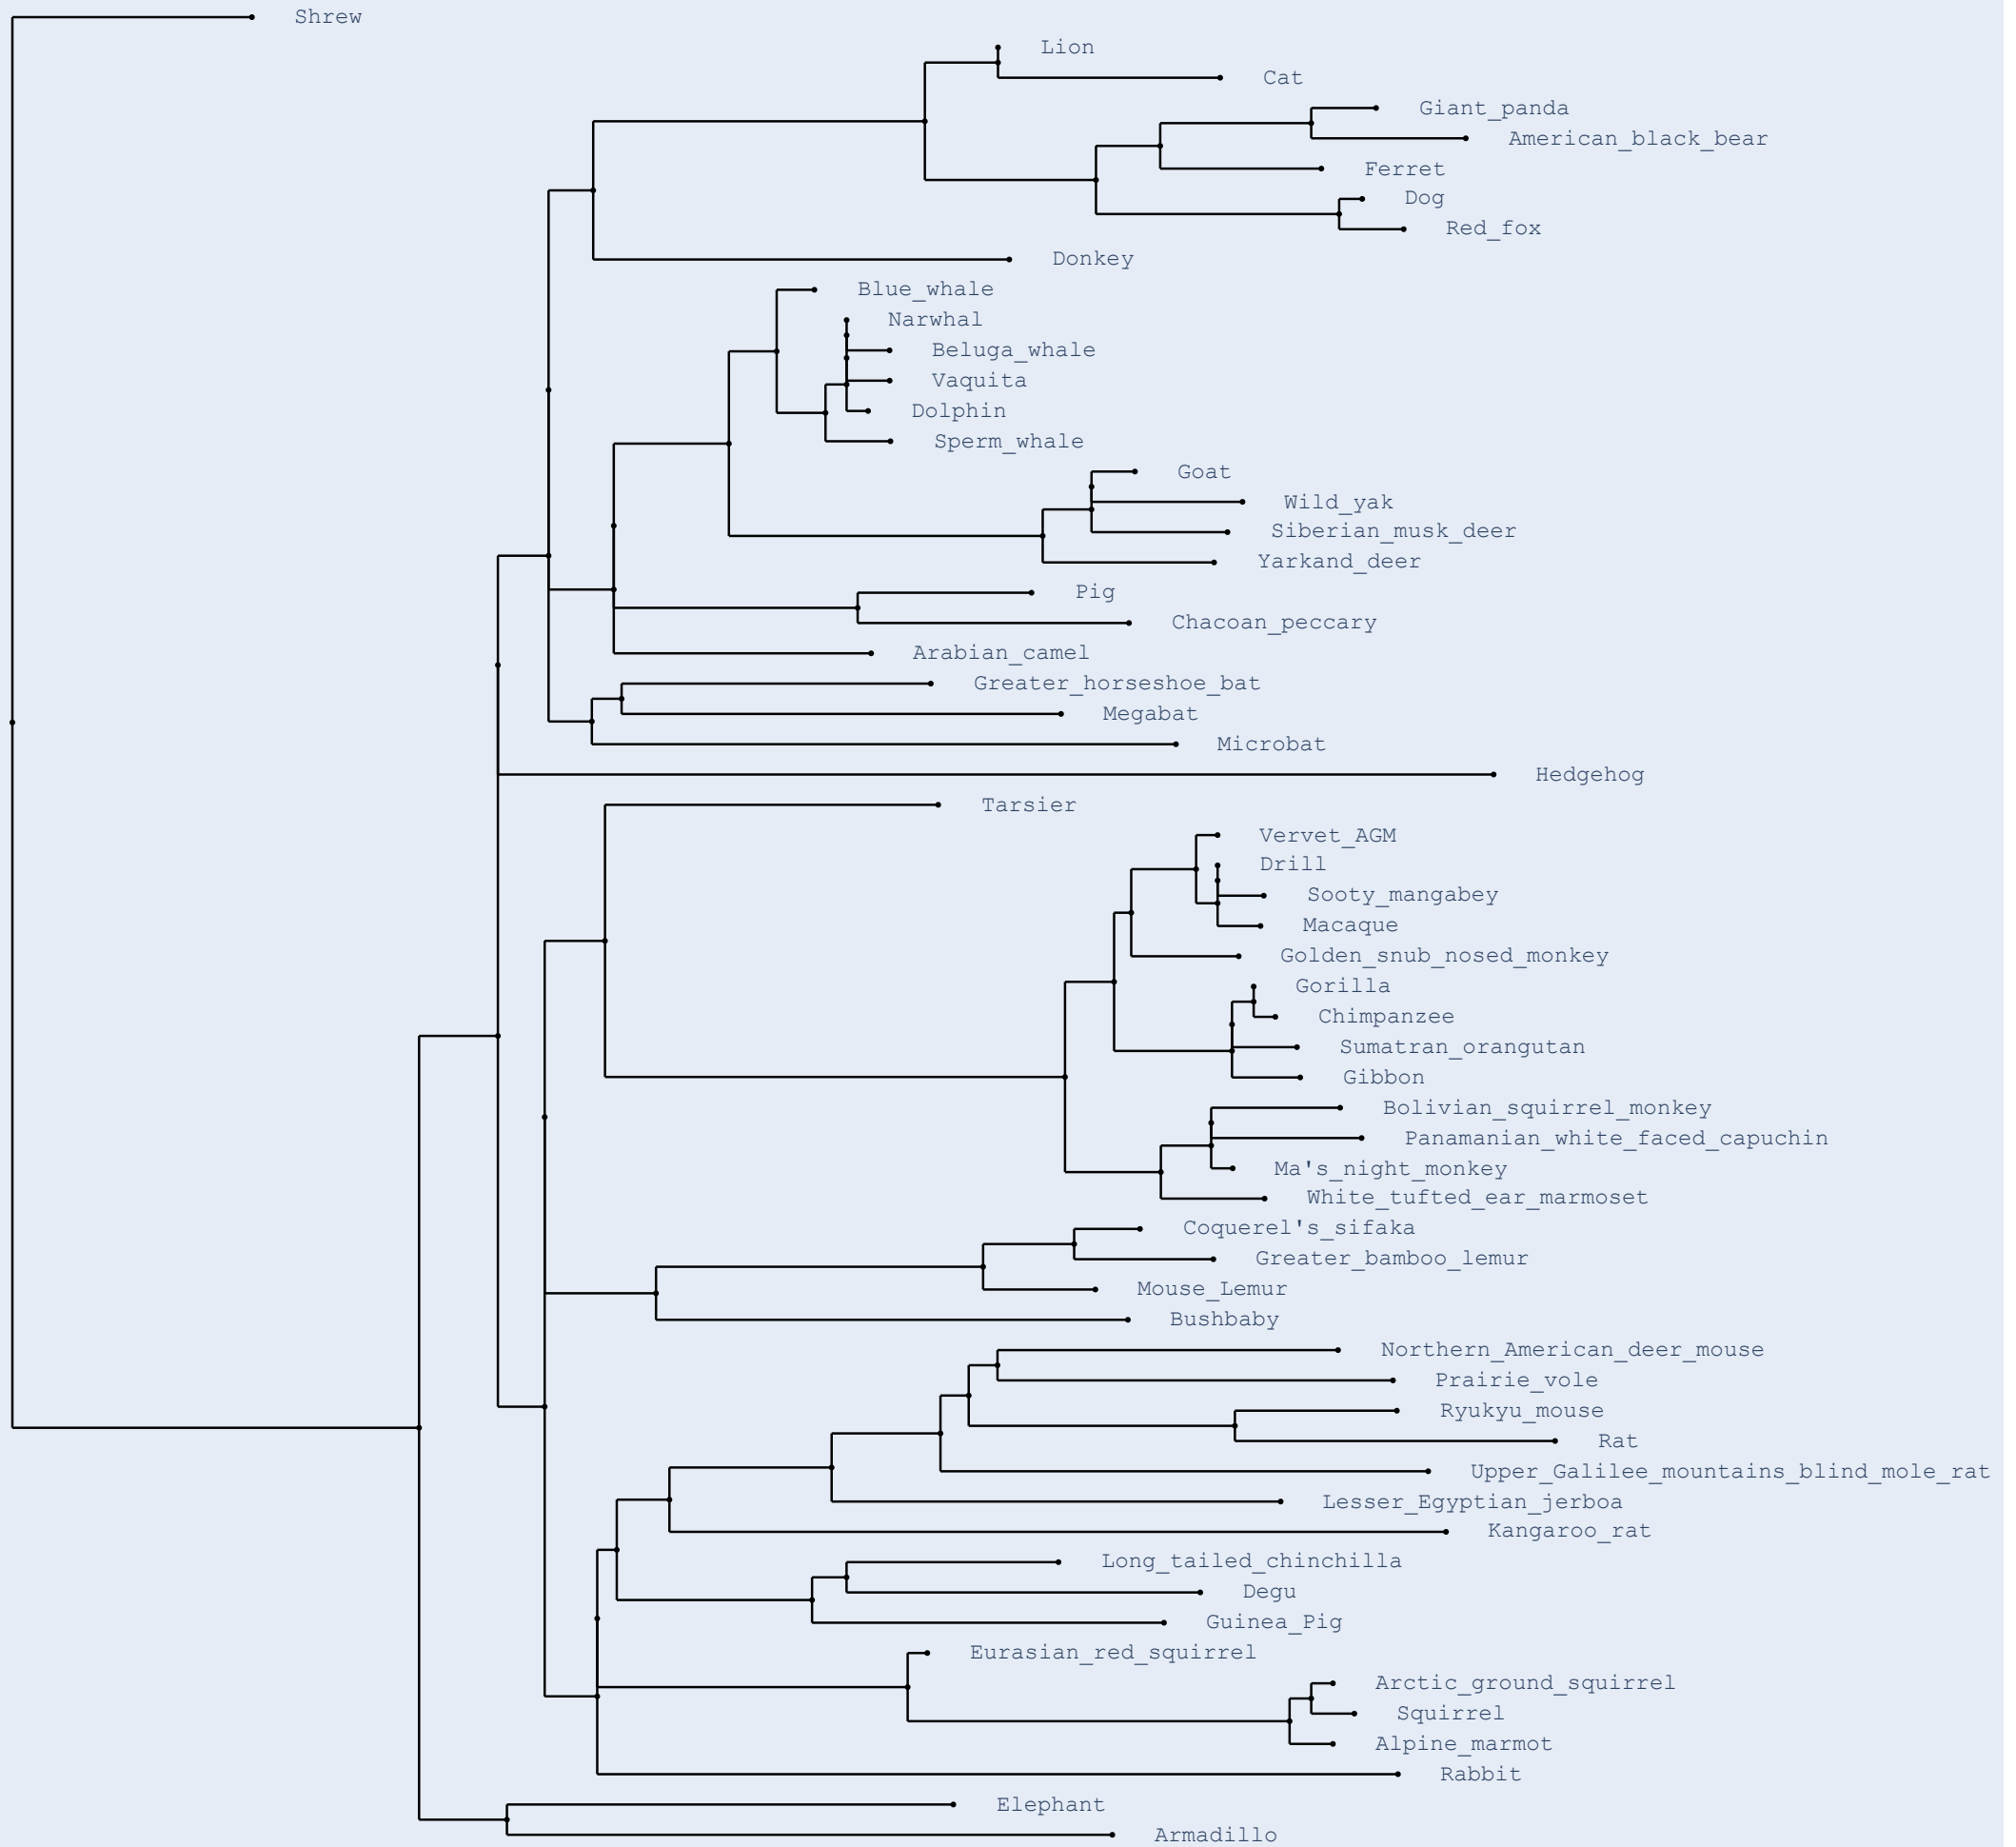 Shrew
Lion
Cat
Giant_panda
American_black_bear
Ferret
Dog
Red_fox
Donkey
Blue_whale
Narwhal
Beluga_whale
Vaquita
Dolphin
Sperm_whale
Goat
Wild_yak
Siberian_musk_deer
Yarkand_deer
Pig
Chacoan_peccary
Arabian_camel
Greater_horseshoe_bat
Megabat
Microbat
Hedgehog
Tarsier
Vervet_AGM
Drill
Sooty_mangabey
Macaque
Golden_snub_nosed_monkey
Gorilla
Chimpanzee
Sumatran_orangutan
Gibbon
Bolivian_squirrel_monkey
Panamanian_white_faced_capuchin
Ma's_night_monkey
White_tufted_ear_marmoset
Coquerel's_sifaka
Greater_bamboo_lemur
Mouse_Lemur
Bushbaby
Northern_American_deer_mouse
Prairie_vole
Ryukyu_mouse
Rat
Upper_Galilee_mountains_blind_mole_rat
Lesser_Egyptian_jerboa
Kangaroo_rat
Long_tailed_chinchilla
Degu
Guinea_Pig
Eurasian_red_squirrel
Arctic_ground_squirrel
Squirrel
Alpine_marmot
Rabbit
Elephant
Armadillo